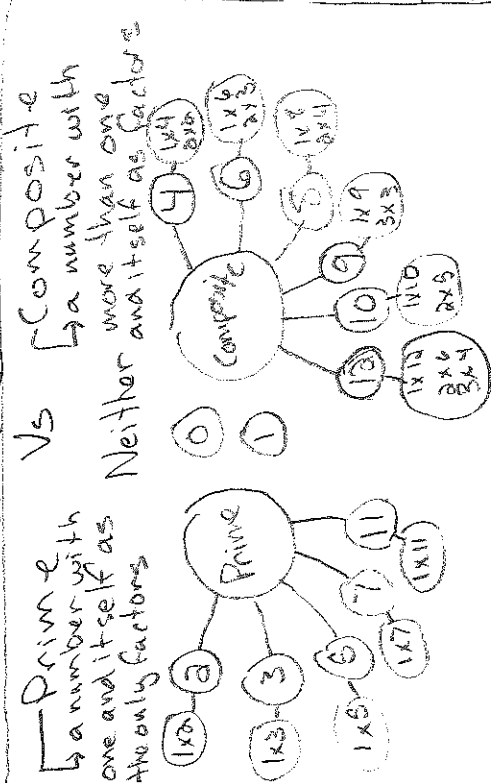 Prime
↳ a number with
one and itself as
the only factors
Vs
Neither
0
1
Composite
↳ a number with
more than one
and itself as factors
Prime
2
1x2
3
1x3
5
1x5
7
1x7
11
1x11
Composite
4
1x4
2x2
6
1x6
2x3
8
1x8
2x4
9
1x9
3x3
10
1x10
2x5
12
1x12
2x6
3x4